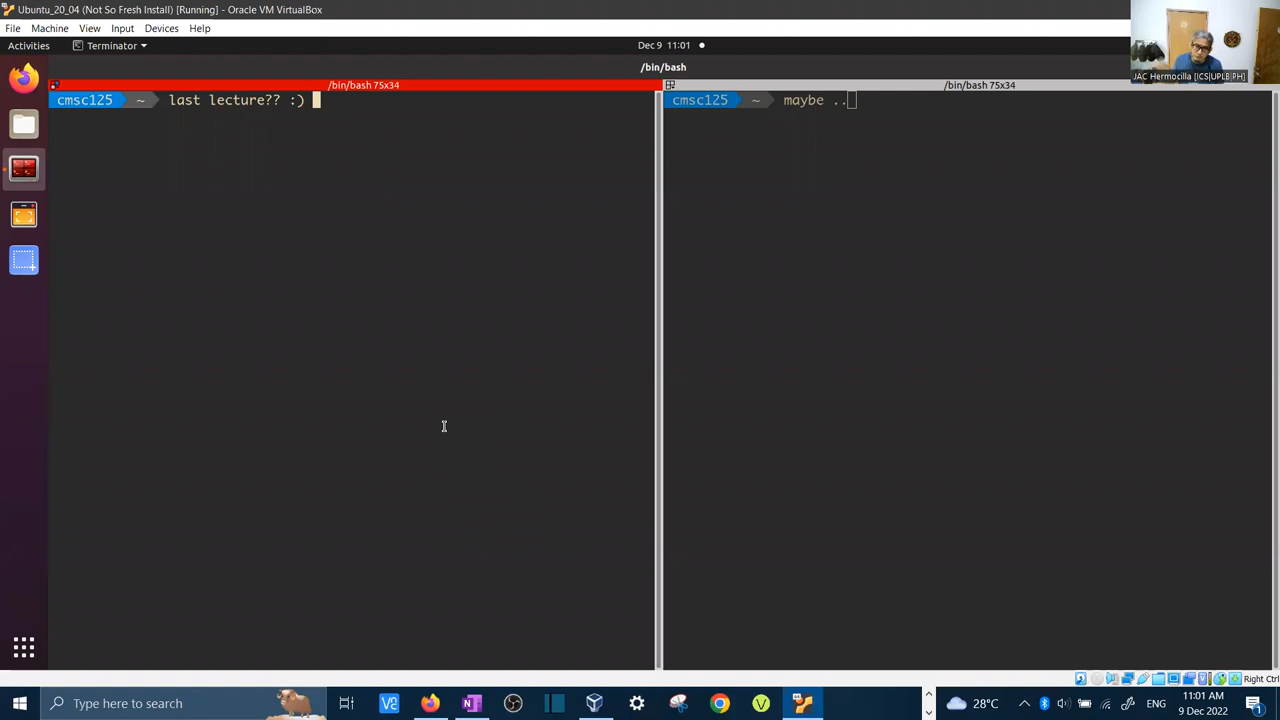 Ubuntu_20_04 (Not So Fresh Install) [Running] - Oracle VM VirtualBox
File Machine View Input Devices Help
Activities Terminator Dec 9 11:01
/bin/bash
JAC Hermocilla [ICS|UPLB PH]
/bin/bash 75x34
/bin/bash 75x34
cmsc125 ~ last lecture?? :)
cmsc125 ~ maybe ..
Right Ctrl
Type here to search
28°C
ENG
11:01 AM
9 Dec 2022
1